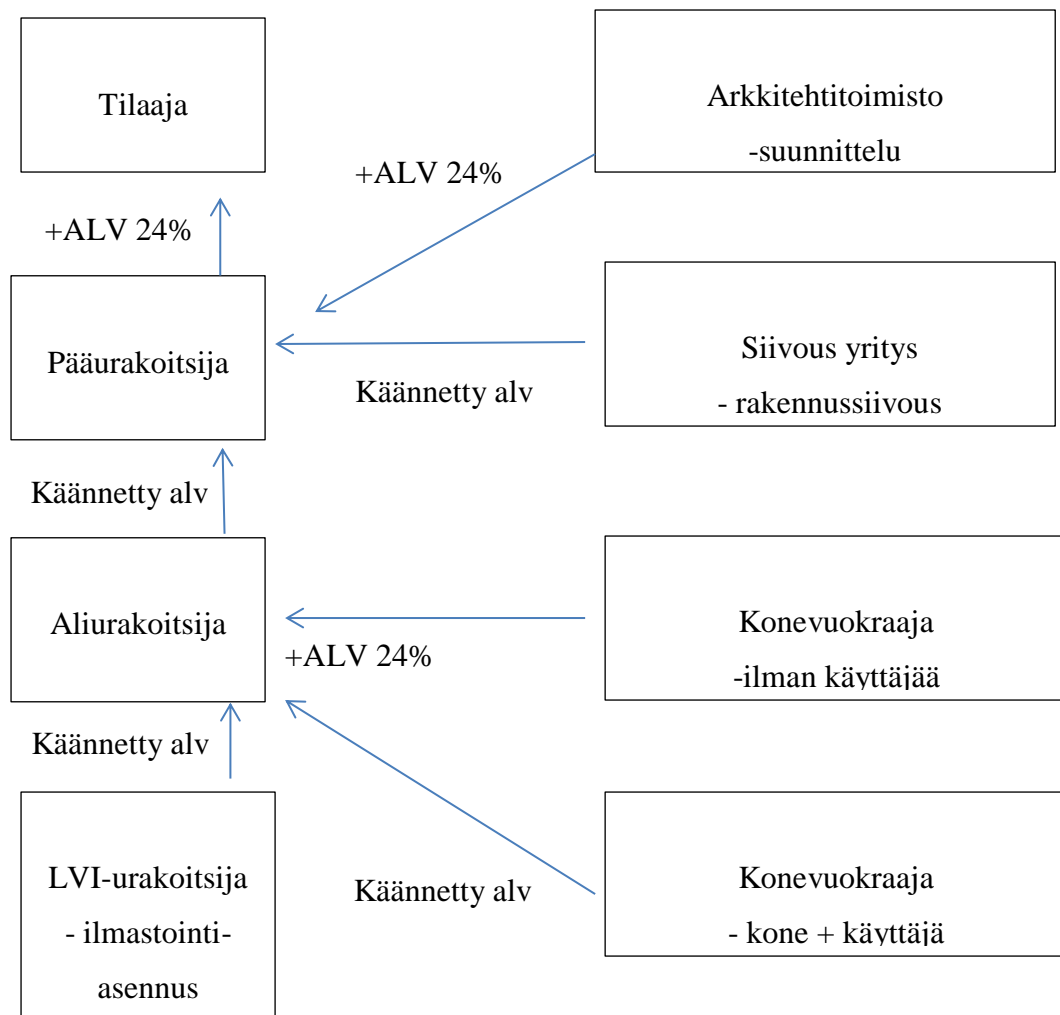 Tilaaja
Arkkitehtitoimisto
-suunnittelu
+ALV 24%
+ALV 24%
Pääurakoitsija
Siivous yritys
- rakennussiivous
Käännetty alv
Käännetty alv
Aliurakoitsija
Konevuokraaja
-ilman käyttäjää
+ALV 24%
Käännetty alv
LVI-urakoitsija
- ilmastointi-
asennus
Käännetty alv
Konevuokraaja
- kone + käyttäjä